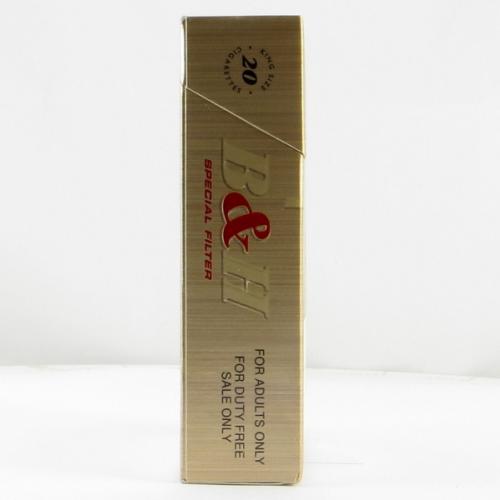 KING SIZE
20
CIGARETTES
B&H
SPECIAL FILTER
FOR ADULTS ONLY
FOR DUTY FREE
SALE ONLY